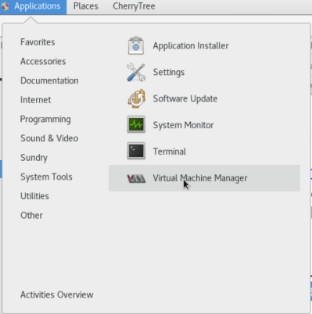 Applications Places CherryTree
Favorites
Accessories
Documentation
Internet
Programming
Sound & Video
Sundry
System Tools
Utilities
Other
Activities Overview
Application Installer
Settings
Software Update
System Monitor
Terminal
Virtual Machine Manager